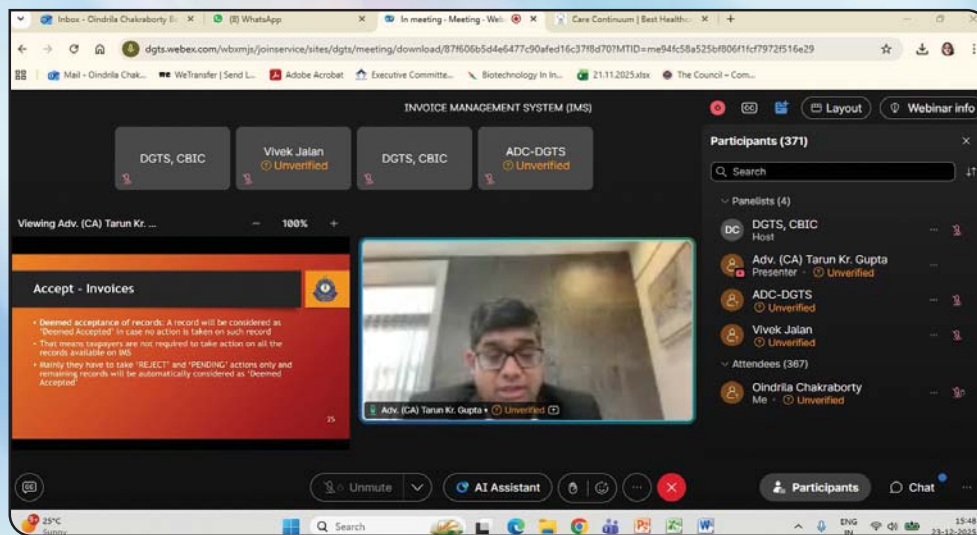 Inbox - Oindrila Chakraborty B
(8) WhatsApp
In meeting - Meeting - Web
Care Continuum | Best Healthc
dgts.webex.com/wbxmjs/joinservice/sites/dgts/meeting/download/87f606b5d4e6477c90afed16c37f8d70?MTID=me94fc58a525bf806f1fcf7972f516e29
Mail - Oindrila Chak...
WeTransfer | Send L...
Adobe Acrobat
Executive Committe...
Biotechnology In In...
21.11.2025.xlsx
The Council – Com...
INVOICE MANAGEMENT SYSTEM (IMS)
Layout
Webinar info
DGTS, CBIC
Vivek Jalan
Unverified
DGTS, CBIC
ADC-DGTS
Unverified
Viewing Adv. (CA) Tarun Kr. ...
100%
Accept - Invoices
Deemed acceptance of records: A record will be considered as
'Deemed Accepted' in case no action is taken on such record
That means taxpayers are not required to take action on all the
records available on IMS
Mainly they have to take 'REJECT' and 'PENDING' actions only and
remaining records will be automatically considered as 'Deemed
Accepted'
25
Adv. (CA) Tarun Kr. Gupta • Unverified
Participants (371)
Search
Panelists (4)
DC
DGTS, CBIC
Host
Adv. (CA) Tarun Kr. Gupta
Presenter · Unverified
ADC-DGTS
Unverified
Vivek Jalan
Unverified
Attendees (367)
Oindrila Chakraborty
Me · Unverified
Unmute
AI Assistant
Participants
Chat
25°C
Sunny
Search
ENG
IN
15:48
23-12-2025